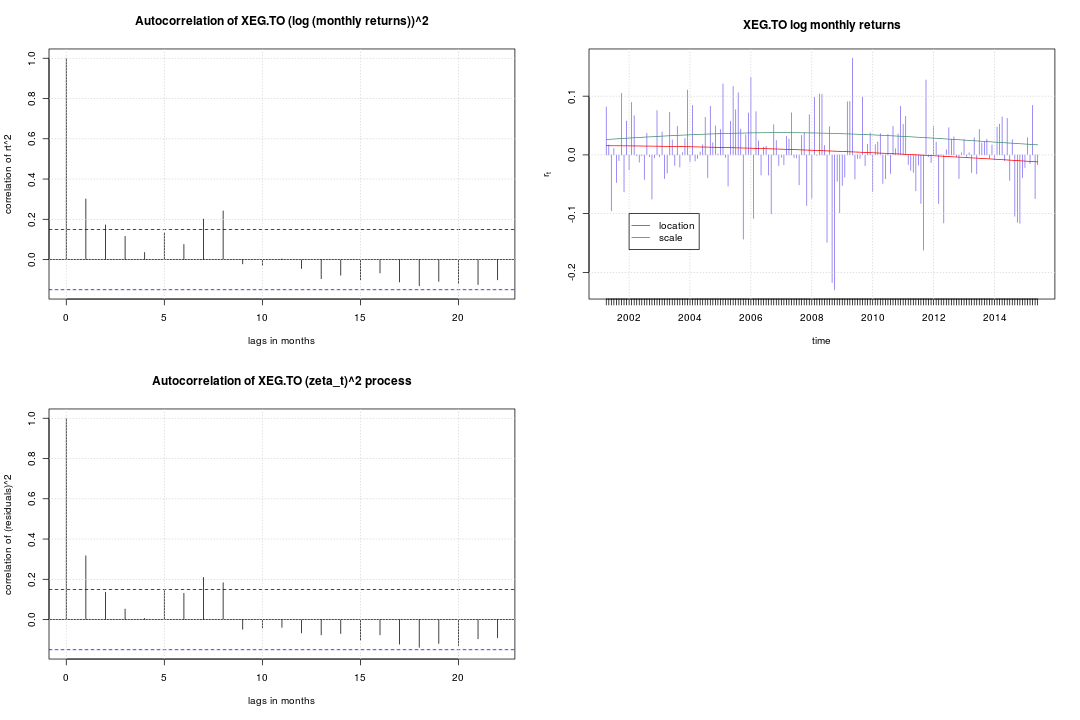 Autocorrelation of XEG.TO (log (monthly returns))^2
correlation of rt^2
1.0
0.8
0.6
0.4
0.2
0.0
0 5 10 15 20
lags in months
XEG.TO log monthly returns
r_t
0.1
0.0
-0.1
-0.2
location
scale
2002 2004 2006 2008 2010 2012 2014
time
Autocorrelation of XEG.TO (zeta_t)^2 process
correlation of (residuals)^2
1.0
0.8
0.6
0.4
0.2
0.0
0 5 10 15 20
lags in months